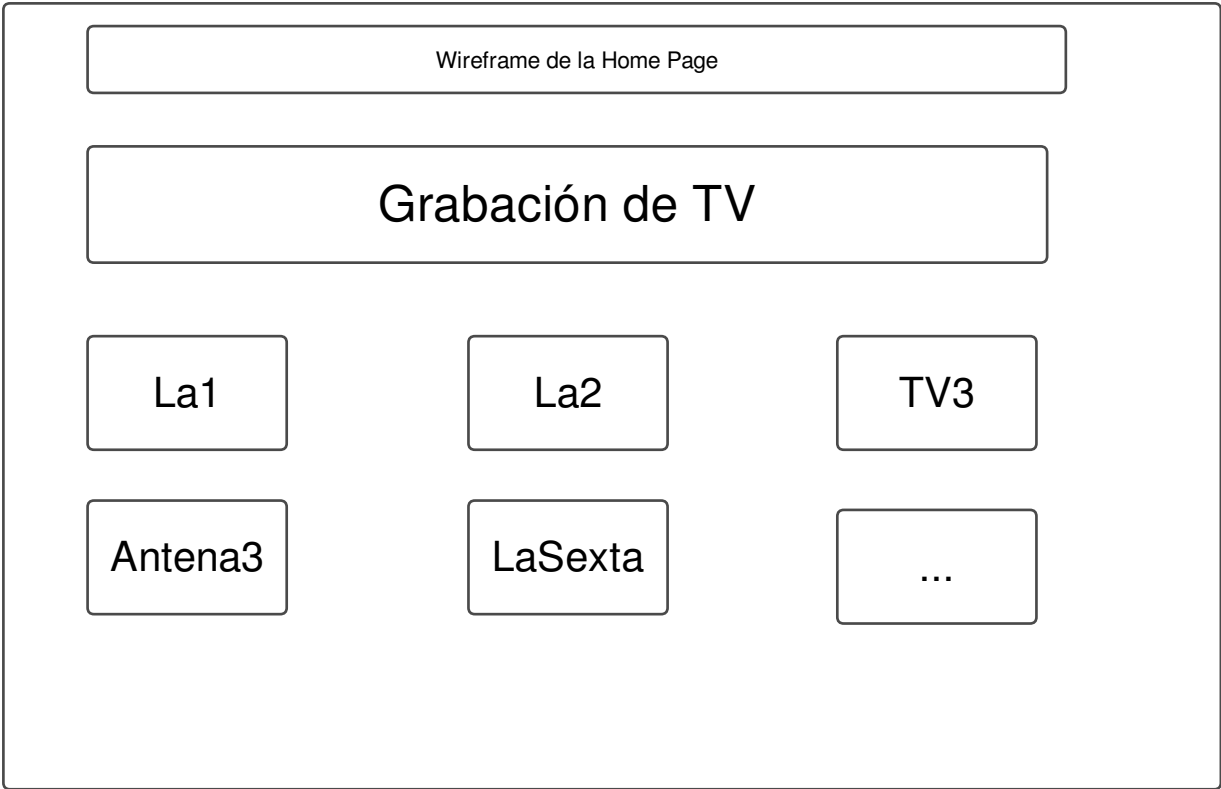 Wireframe de la Home Page
Grabación de TV
La1
La2
TV3
Antena3
LaSexta
...